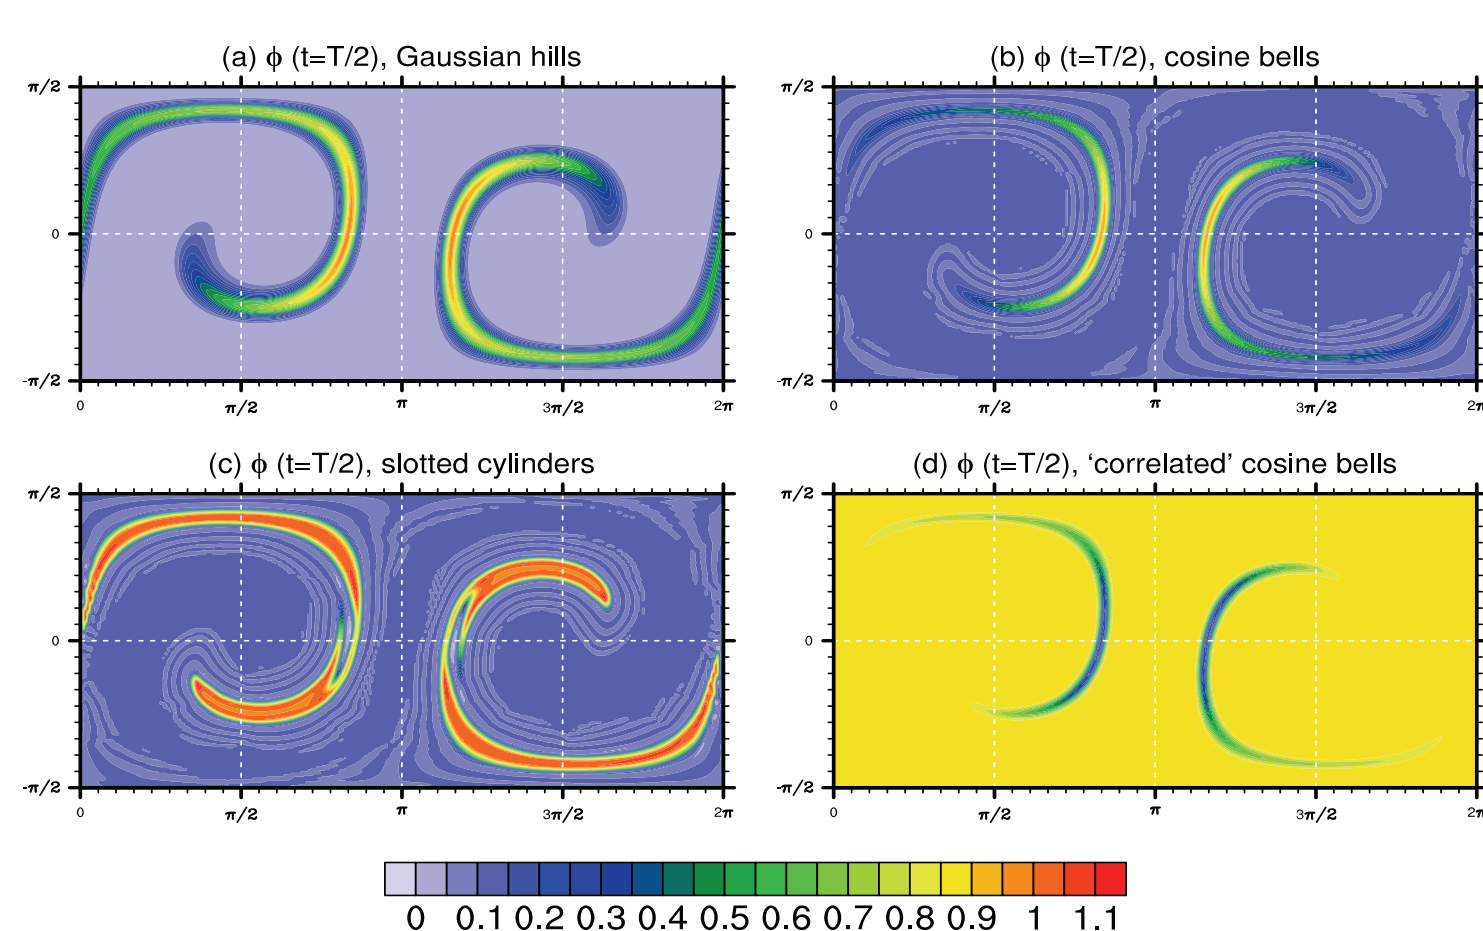 (a) ϕ (t=T/2), Gaussian hills
(b) ϕ (t=T/2), cosine bells
π/2
π/2
0
0
-π/2
-π/2
0 π/2 π 3π/2 2π
0 π/2 π 3π/2 2π
(c) ϕ (t=T/2), slotted cylinders
(d) ϕ (t=T/2), ‘correlated’ cosine bells
π/2
π/2
0
0
-π/2
-π/2
0 π/2 π 3π/2 2π
0 π/2 π 3π/2 2π
0 0.1 0.2 0.3 0.4 0.5 0.6 0.7 0.8 0.9 1 1.1